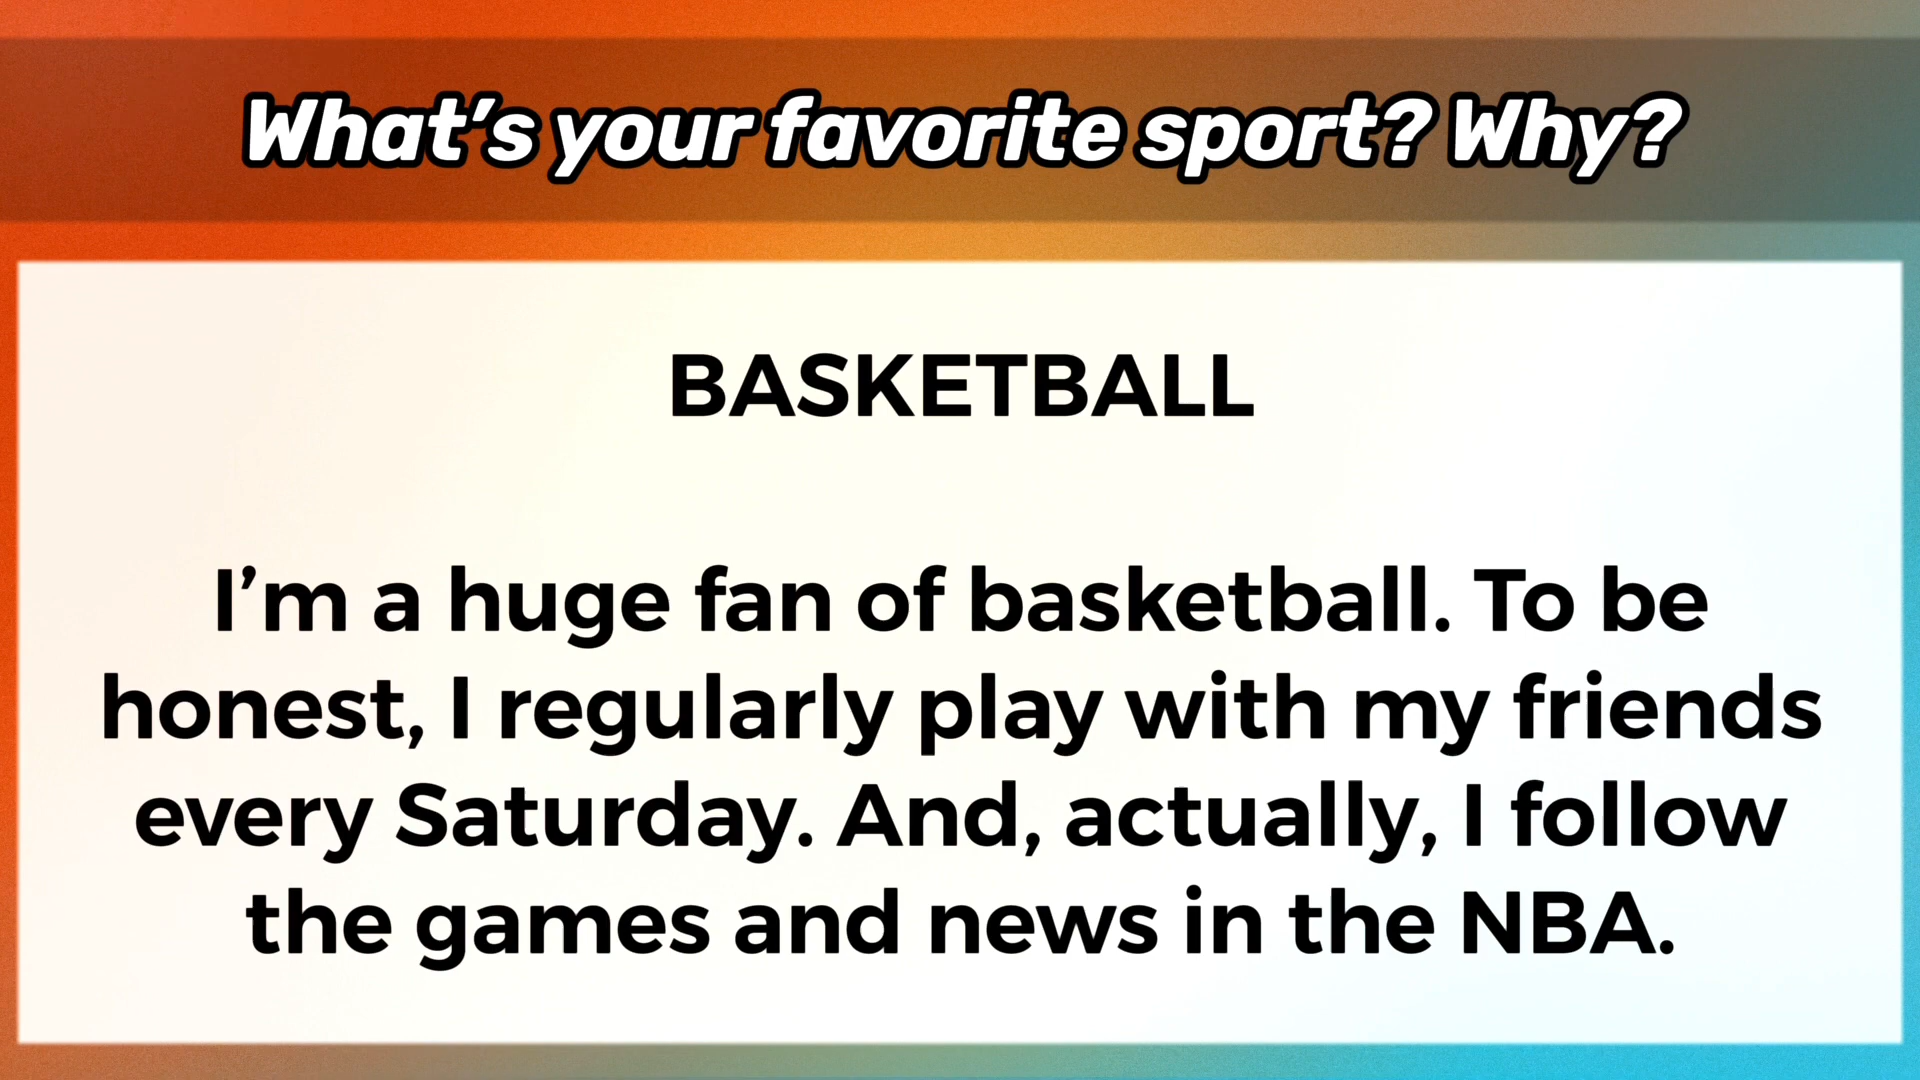 What's your favorite sport? Why?
BASKETBALL
I'm a huge fan of basketball. To be
honest, I regularly play with my friends
every Saturday. And, actually, I follow
the games and news in the NBA.